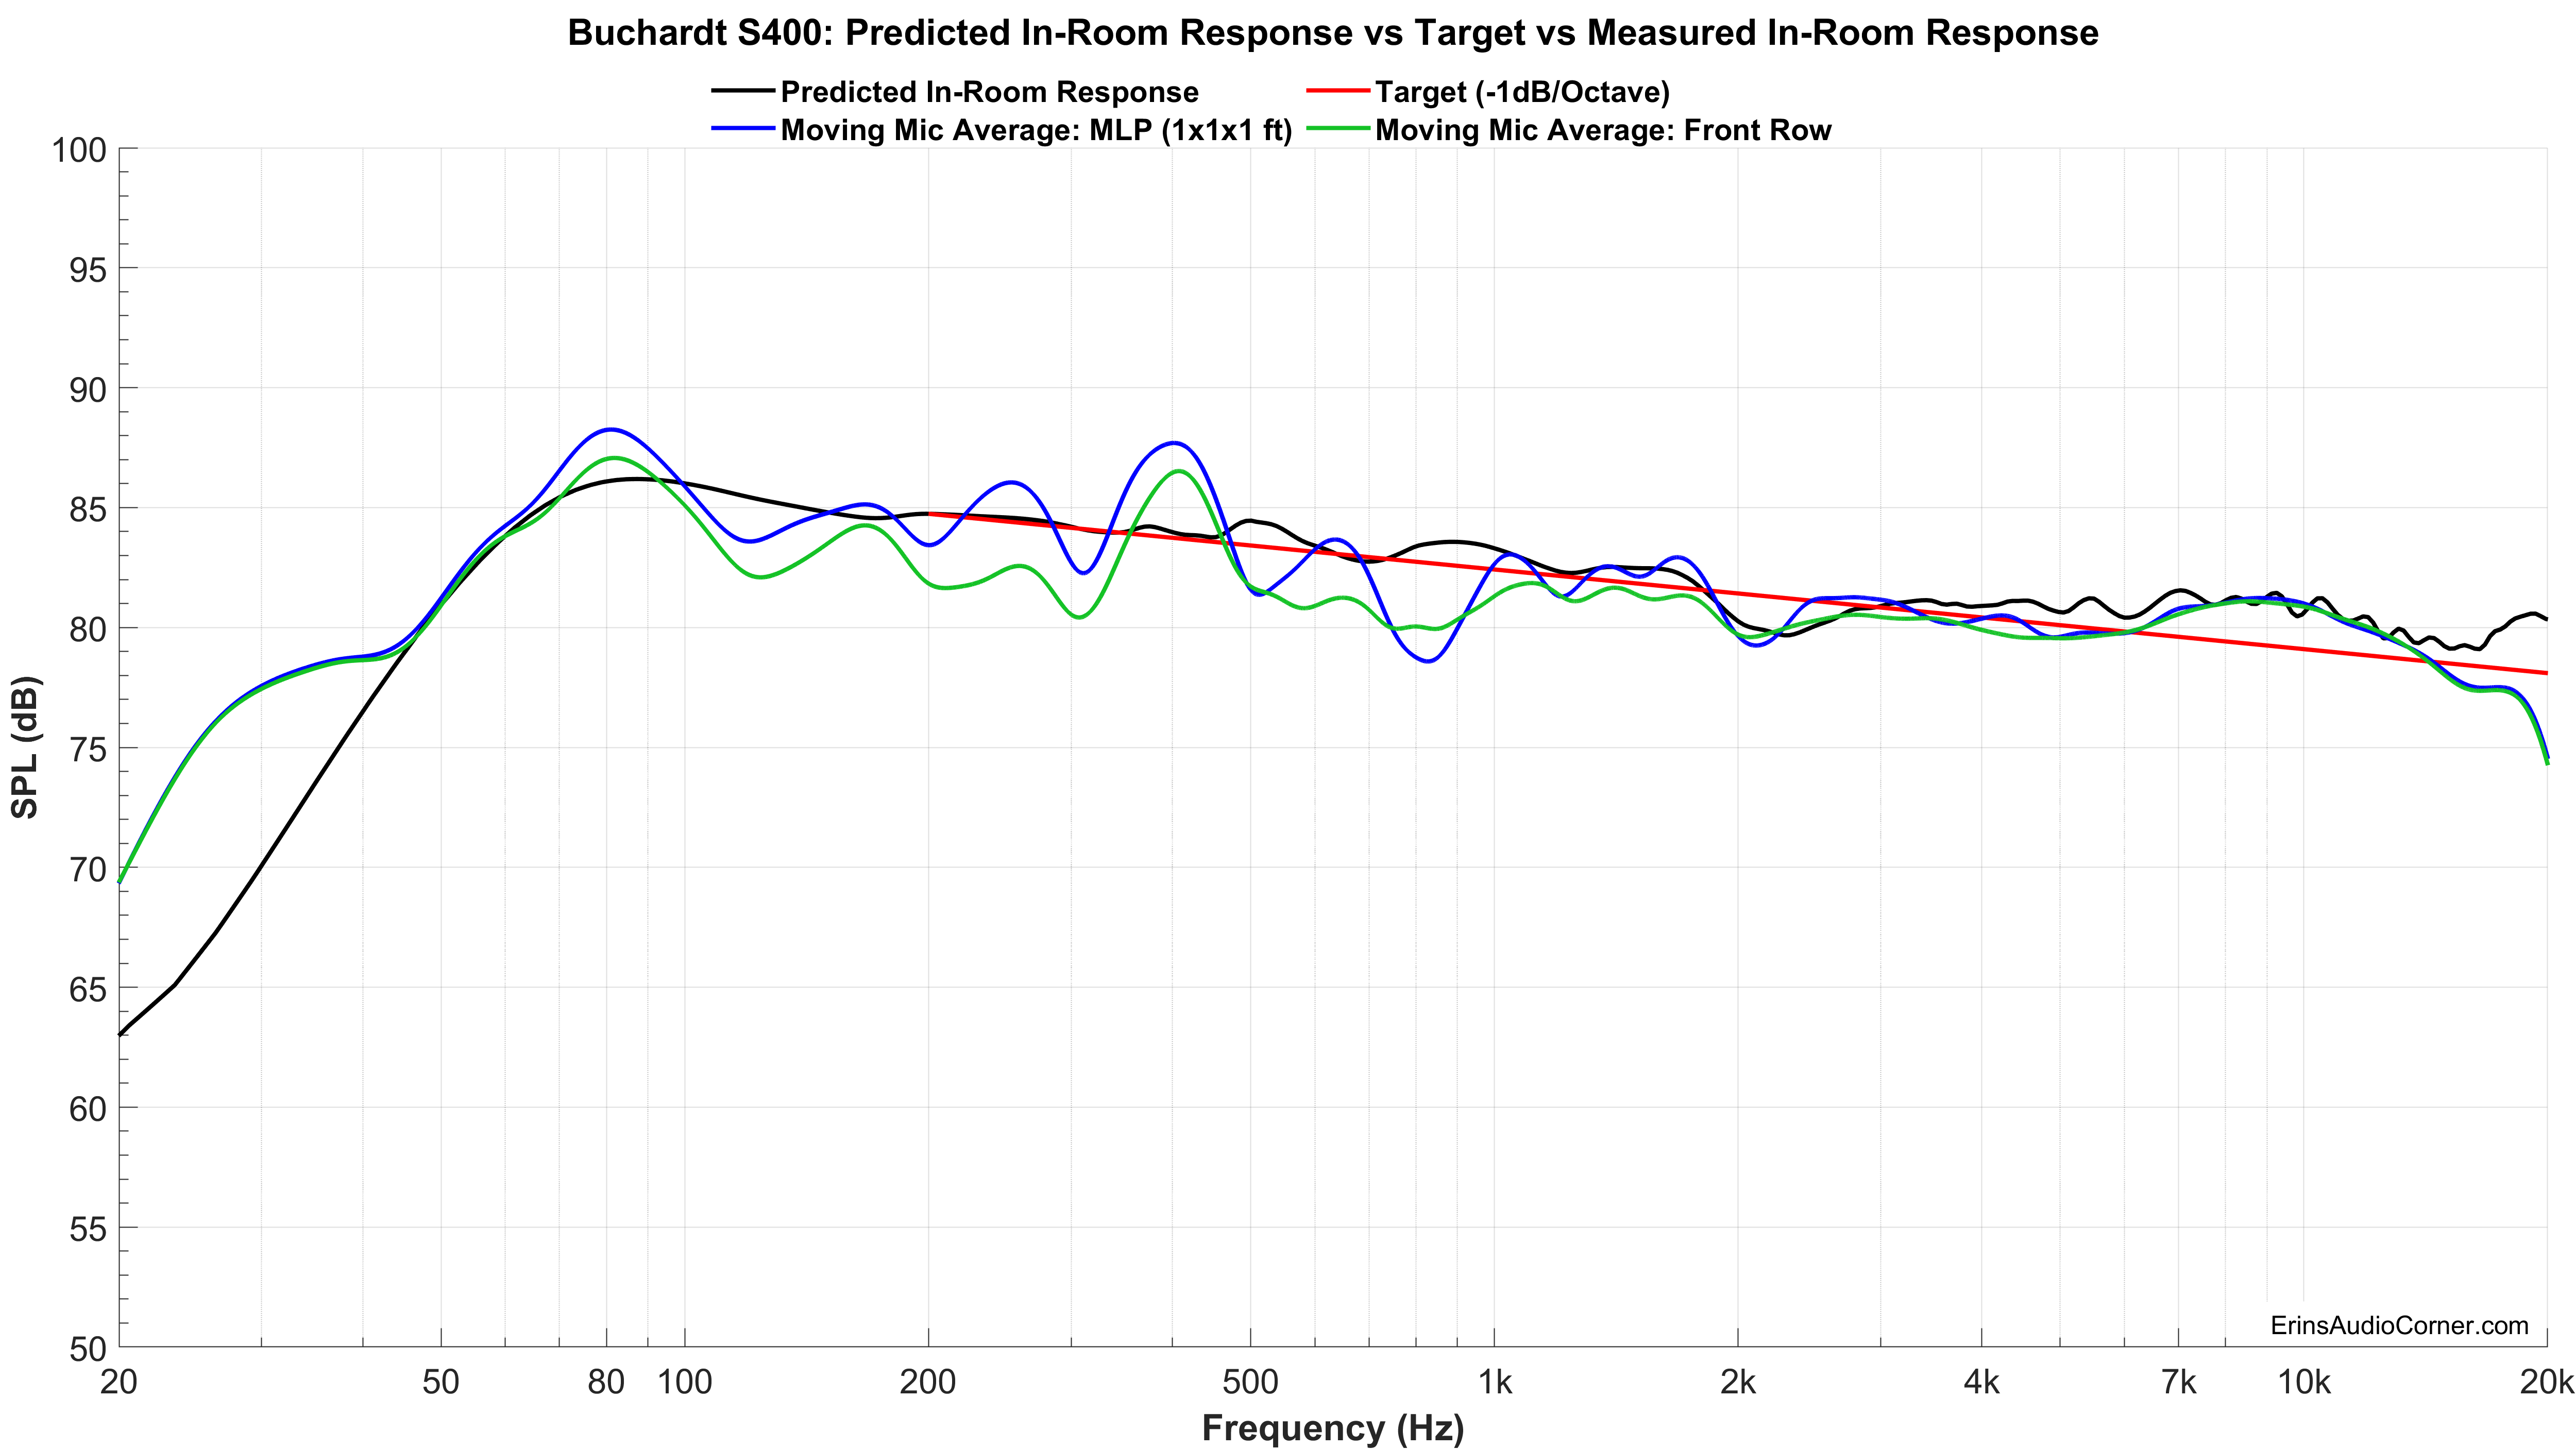 Buchardt S400: Predicted In-Room Response vs Target vs Measured In-Room Response
Predicted In-Room Response
Target (-1dB/Octave)
Moving Mic Average: MLP (1x1x1 ft)
Moving Mic Average: Front Row
100
95
90
85
80
75
70
65
60
55
50
SPL (dB)
ErinsAudioCorner.com
20 50 80 100 200 500 1k 2k 4k 7k 10k 20k
Frequency (Hz)